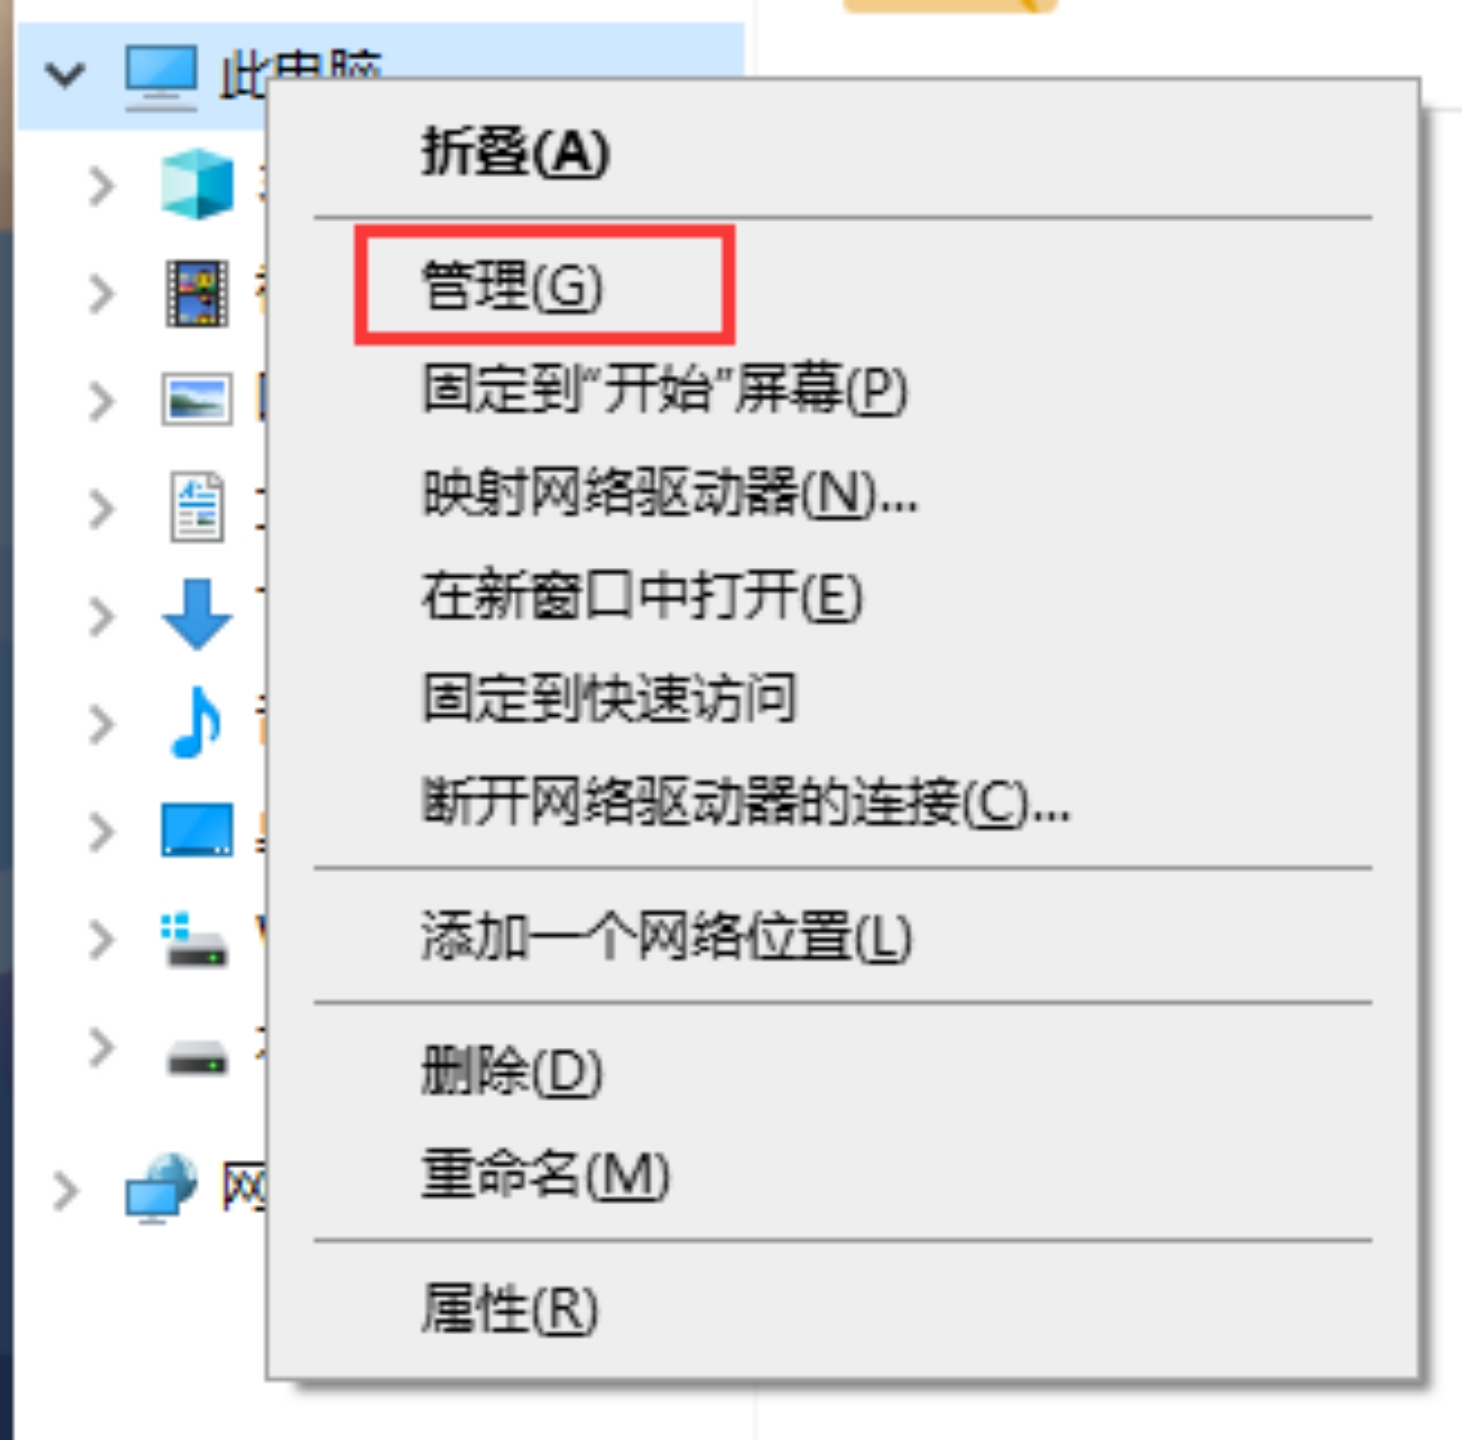 此电脑
折叠(A)
管理(G)
固定到“开始”屏幕(P)
映射网络驱动器(N)...
在新窗口中打开(E)
固定到快速访问
断开网络驱动器的连接(C)...
添加一个网络位置(L)
删除(D)
重命名(M)
网
属性(R)